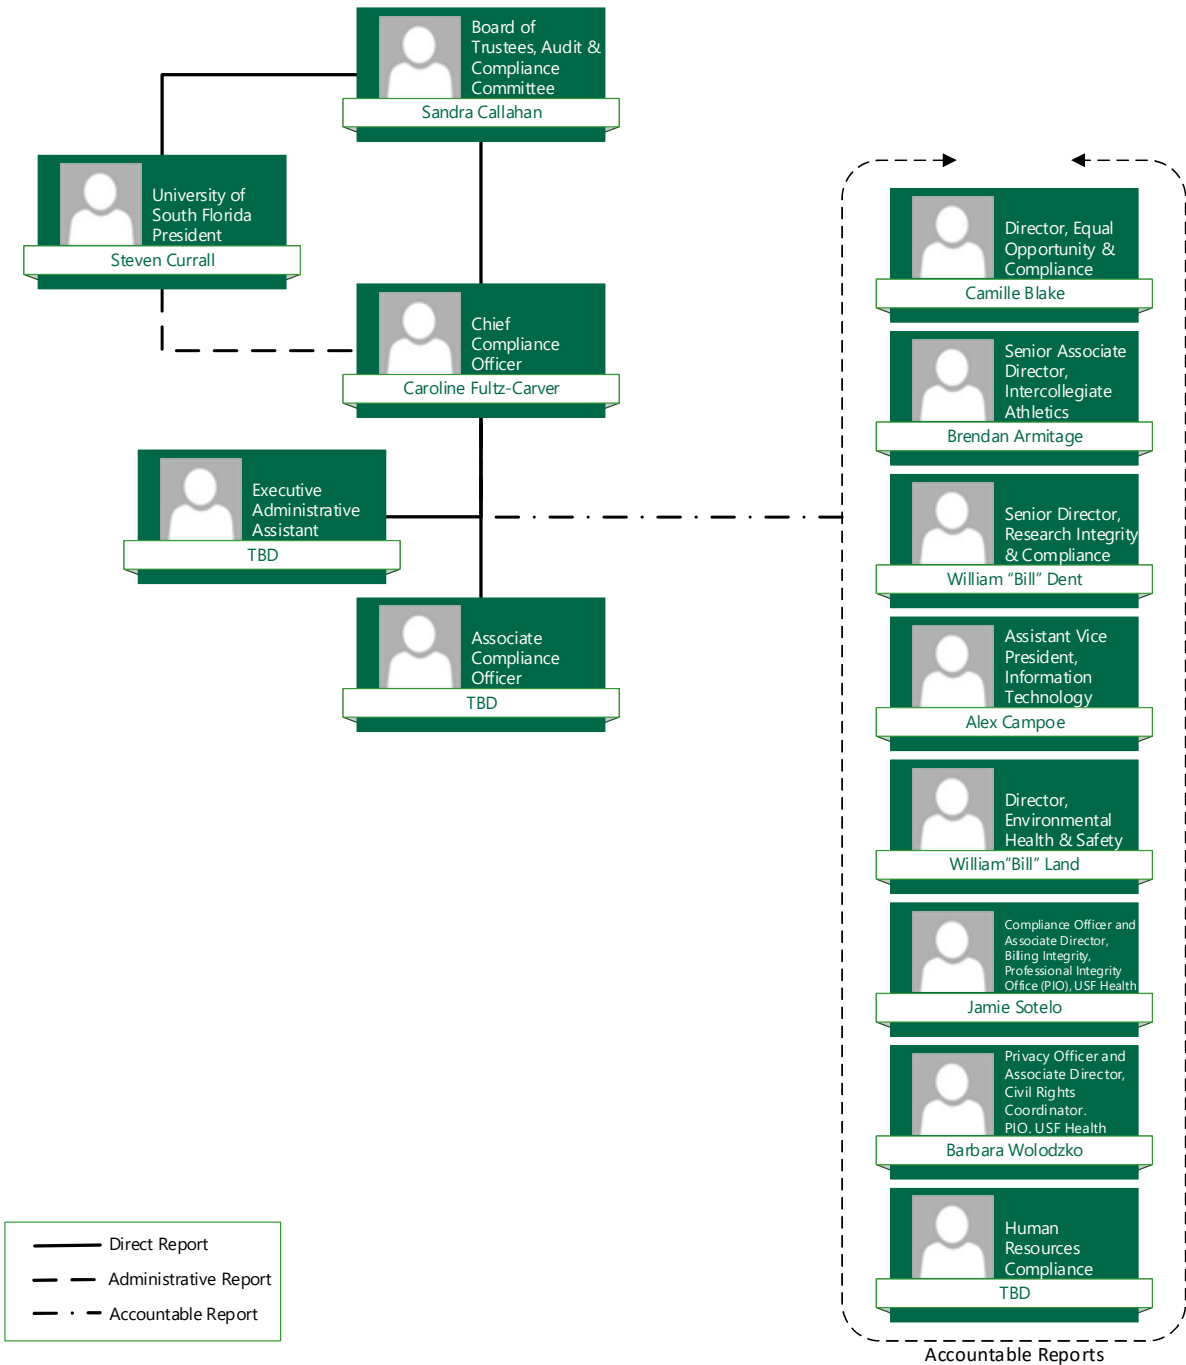 Board of
Trustees, Audit &
Compliance
Committee
Sandra Callahan
University of
South Florida
President
Steven Currall
Chief
Compliance
Officer
Caroline Fultz-Carver
Executive
Administrative
Assistant
TBD
Associate
Compliance
Officer
TBD
Director, Equal
Opportunity &
Compliance
Camille Blake
Senior Associate
Director,
Intercollegiate
Athletics
Brendan Armitage
Senior Director,
Research Integrity
& Compliance
William "Bill" Dent
Assistant Vice
President,
Information
Technology
Alex Campoe
Director,
Environmental
Health & Safety
William"Bill" Land
Compliance Officer and
Associate Director,
Billing Integrity,
Professional Integrity
Office (PIO), USF Health
Jamie Sotelo
Privacy Officer and
Associate Director,
Civil Rights
Coordinator.
PIO. USF Health
Barbara Wolodzko
Human
Resources
Compliance
TBD
Accountable Reports
Direct Report
Administrative Report
Accountable Report